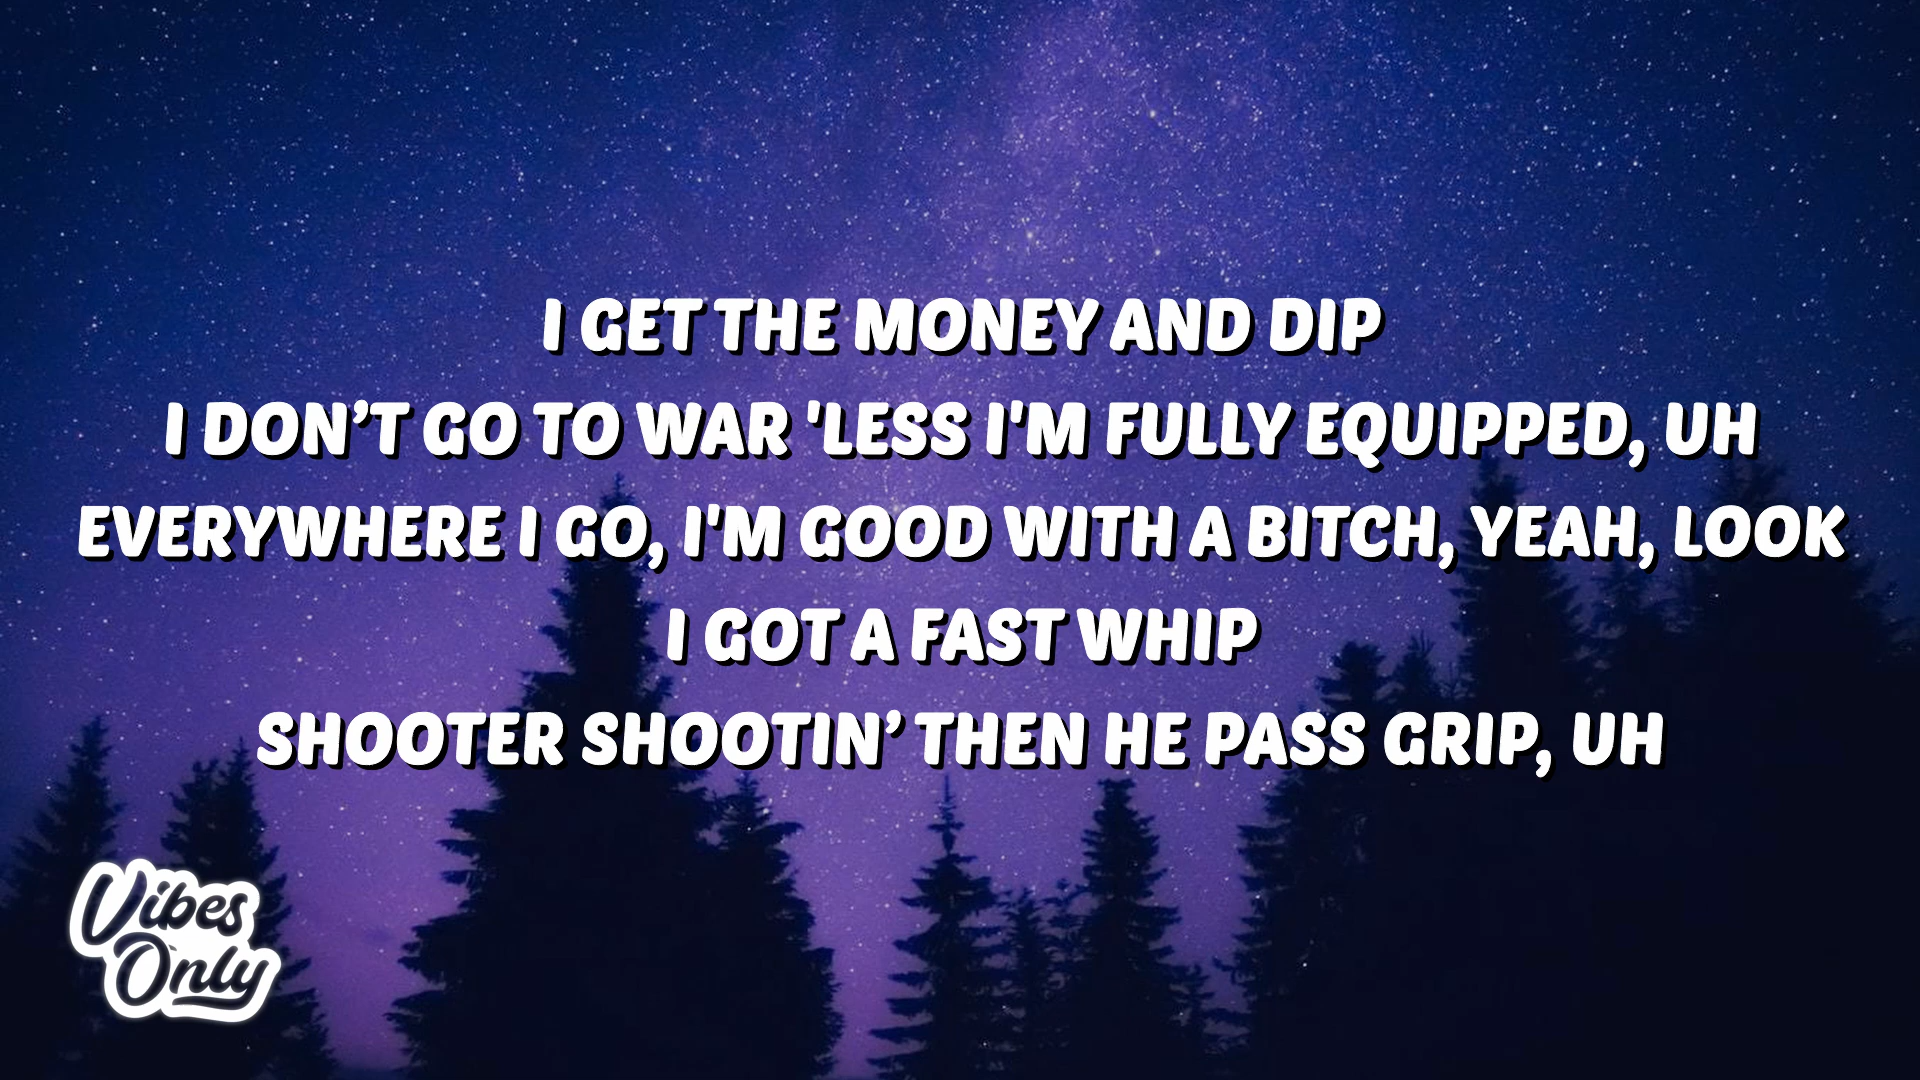 I GET THE MONEY AND DIP
I DON’T GO TO WAR 'LESS I'M FULLY EQUIPPED, UH
EVERYWHERE I GO, I'M GOOD WITH A BITCH, YEAH, LOOK
I GOT A FAST WHIP
SHOOTER SHOOTIN’ THEN HE PASS GRIP, UH
Vibes
Only